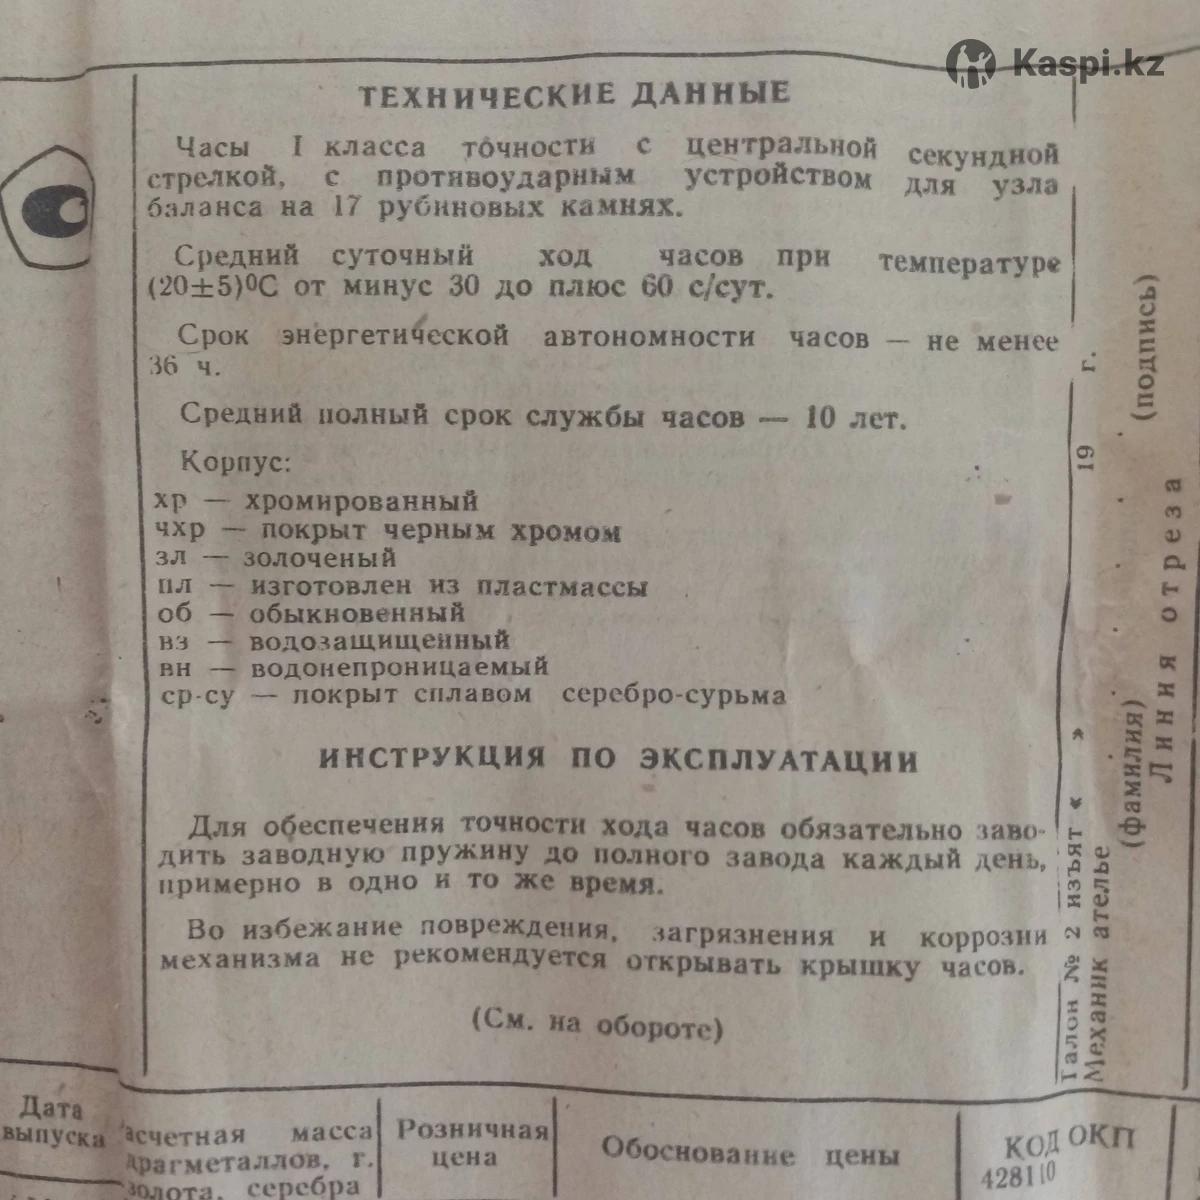 Kaspi.kz
ТЕХНИЧЕСКИЕ ДАННЫЕ
Часы I класса точности с центральной секундной
стрелкой, с противоударным устройством для узла
баланса на 17 рубиновых камнях.
Средний суточный ход часов при температуре
(20±5)⁰С от минус 30 до плюс 60 с/сут.
Срок энергетической автономности часов — не менее
36 ч.
Средний полный срок службы часов — 10 лет.
Корпус:
хр — хромированный
чхр — покрыт черным хромом
зл — золоченый
пл — изготовлен из пластмассы
об — обыкновенный
вз — водозащищенный
вн — водонепроницаемый
ср-су — покрыт сплавом серебро-сурьма
ИНСТРУКЦИЯ ПО ЭКСПЛУАТАЦИИ
Для обеспечения точности хода часов обязательно заво-
дить заводную пружину до полного завода каждый день,
примерно в одно и то же время.
Во избежание повреждения, загрязнения и коррозии
механизма не рекомендуется открывать крышку часов.
(См. на обороте)
Талон № 2 изъят « » 19 г.
Механик ателье
(фамилия) (подпись)
Линия отреза
Дата
выпуска
асчетная масса
драгметаллов, г.
золота, серебра
Розничная
цена
Обоснование цены
КОД ОКП
428110